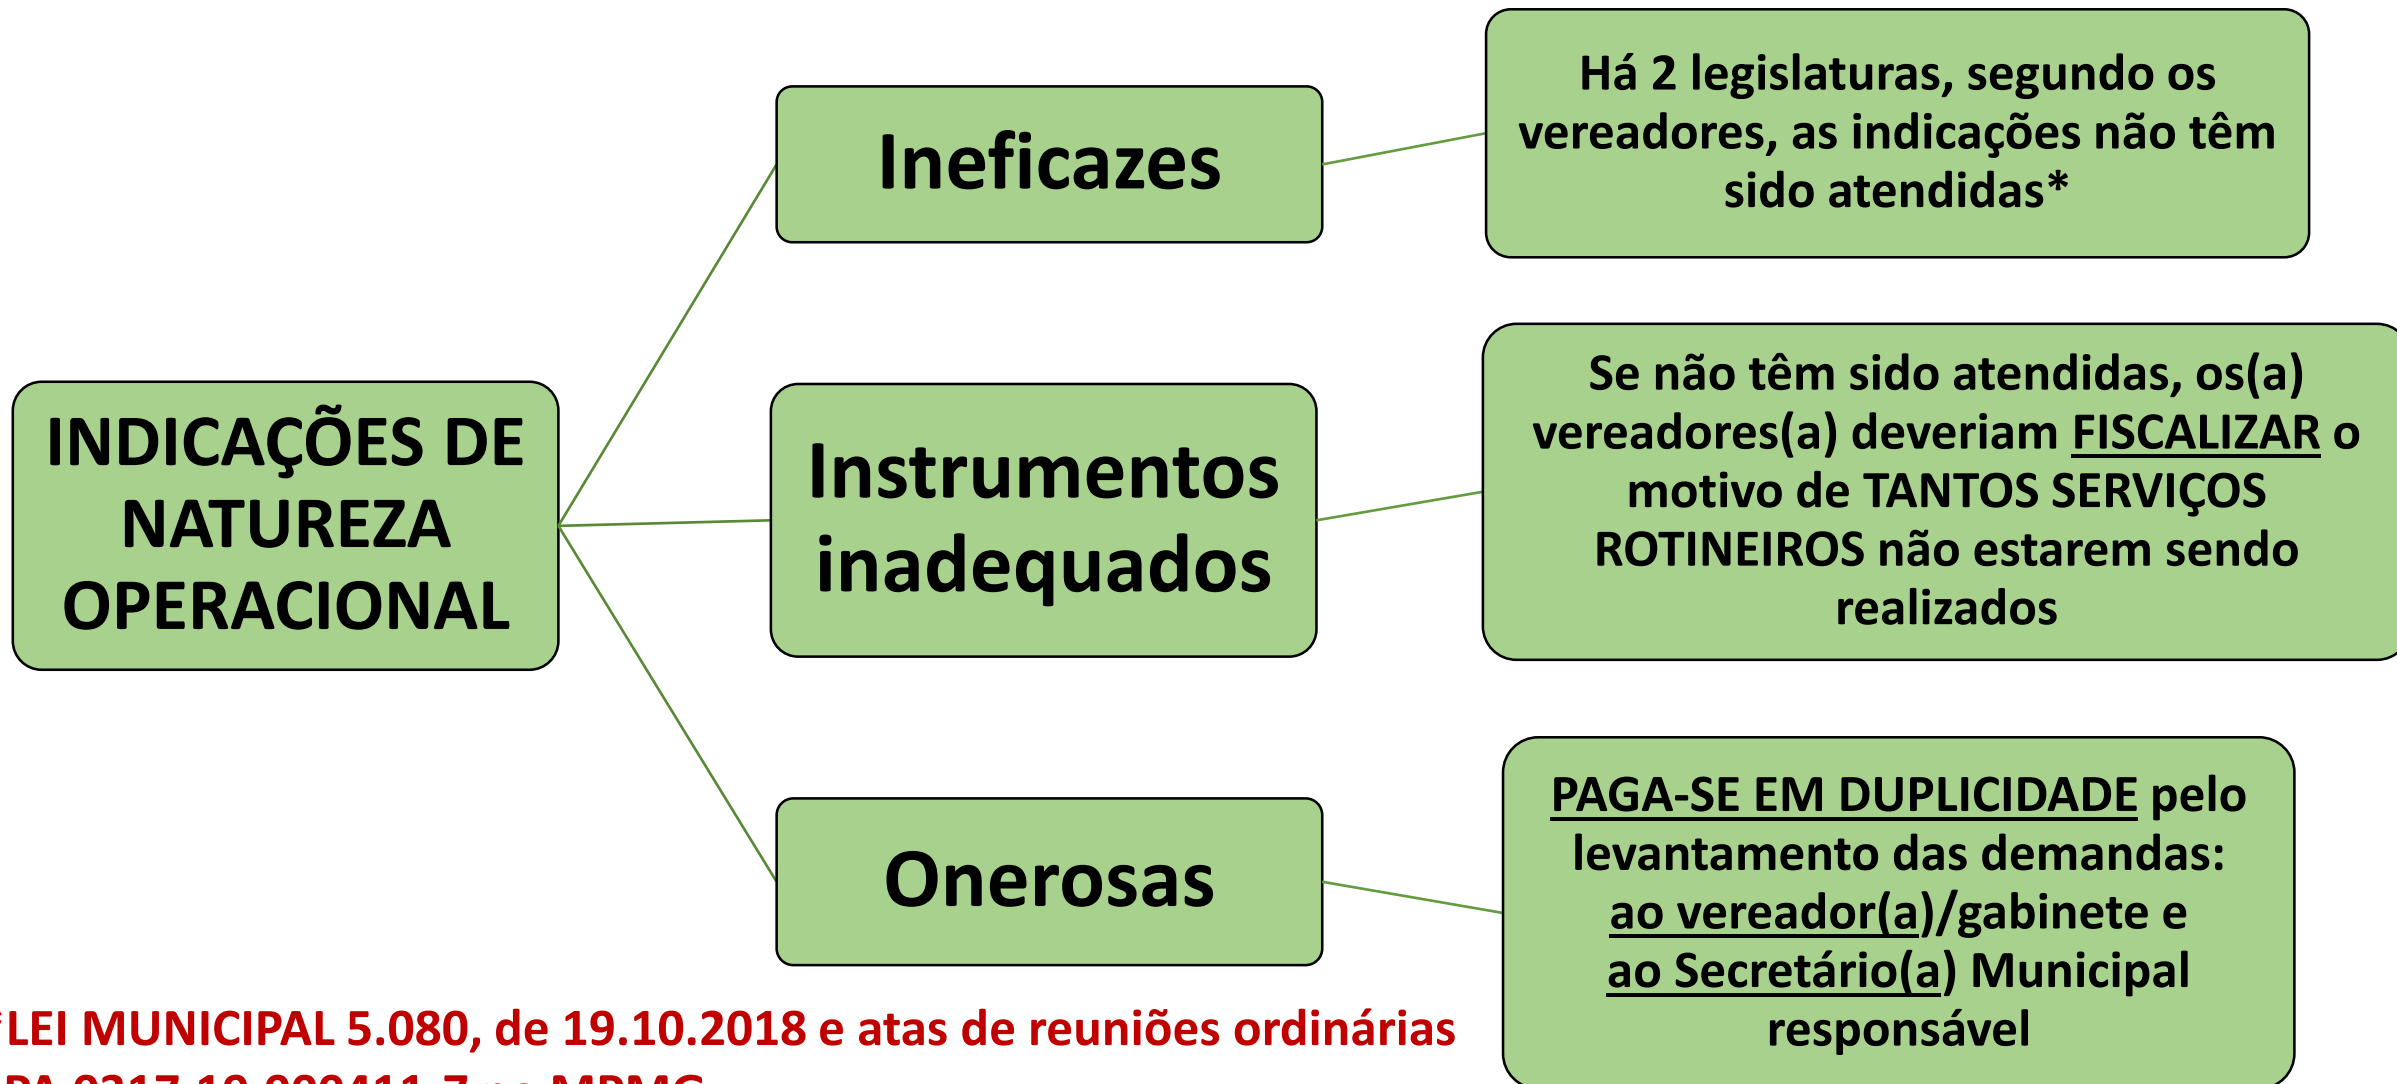 Ineficazes
Há 2 legislaturas, segundo os
vereadores, as indicações não têm
sido atendidas*
INDICAÇÕES DE
NATUREZA
OPERACIONAL
Instrumentos
inadequados
Se não têm sido atendidas, os(a)
vereadores(a) deveriam FISCALIZAR o
motivo de TANTOS SERVIÇOS
ROTINEIROS não estarem sendo
realizados
Onerosas
PAGA-SE EM DUPLICIDADE pelo
levantamento das demandas:
ao vereador(a)/gabinete e
ao Secretário(a) Municipal
responsável
*LEI MUNICIPAL 5.080, de 19.10.2018 e atas de reuniões ordinárias